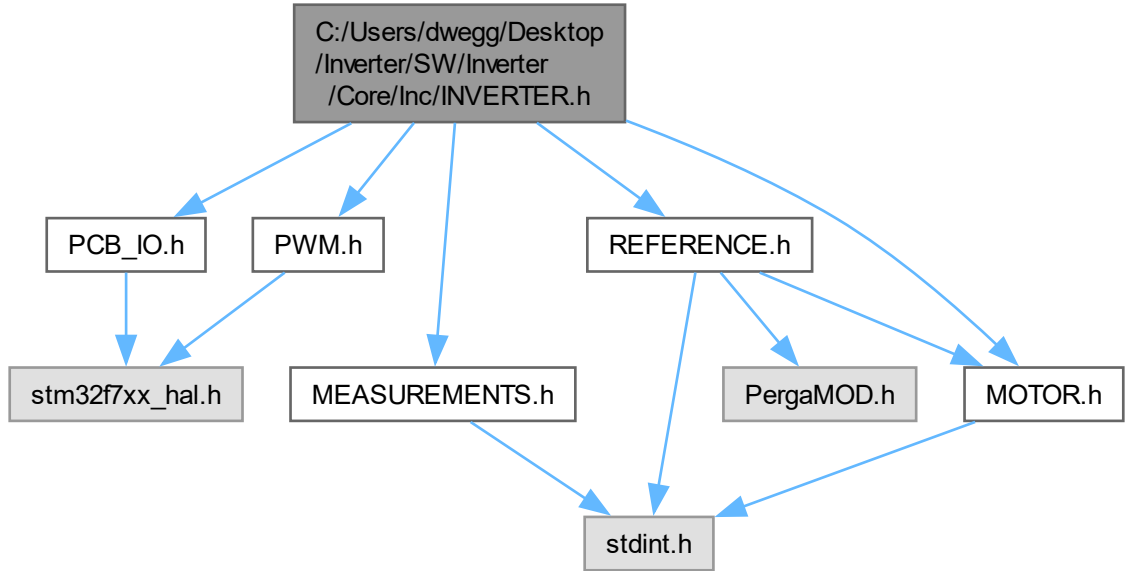 C:/Users/dwegg/Desktop
/Inverter/SW/Inverter
/Core/Inc/INVERTER.h
PCB_IO.h
PWM.h
REFERENCE.h
stm32f7xx_hal.h
MEASUREMENTS.h
PergaMOD.h
MOTOR.h
stdint.h